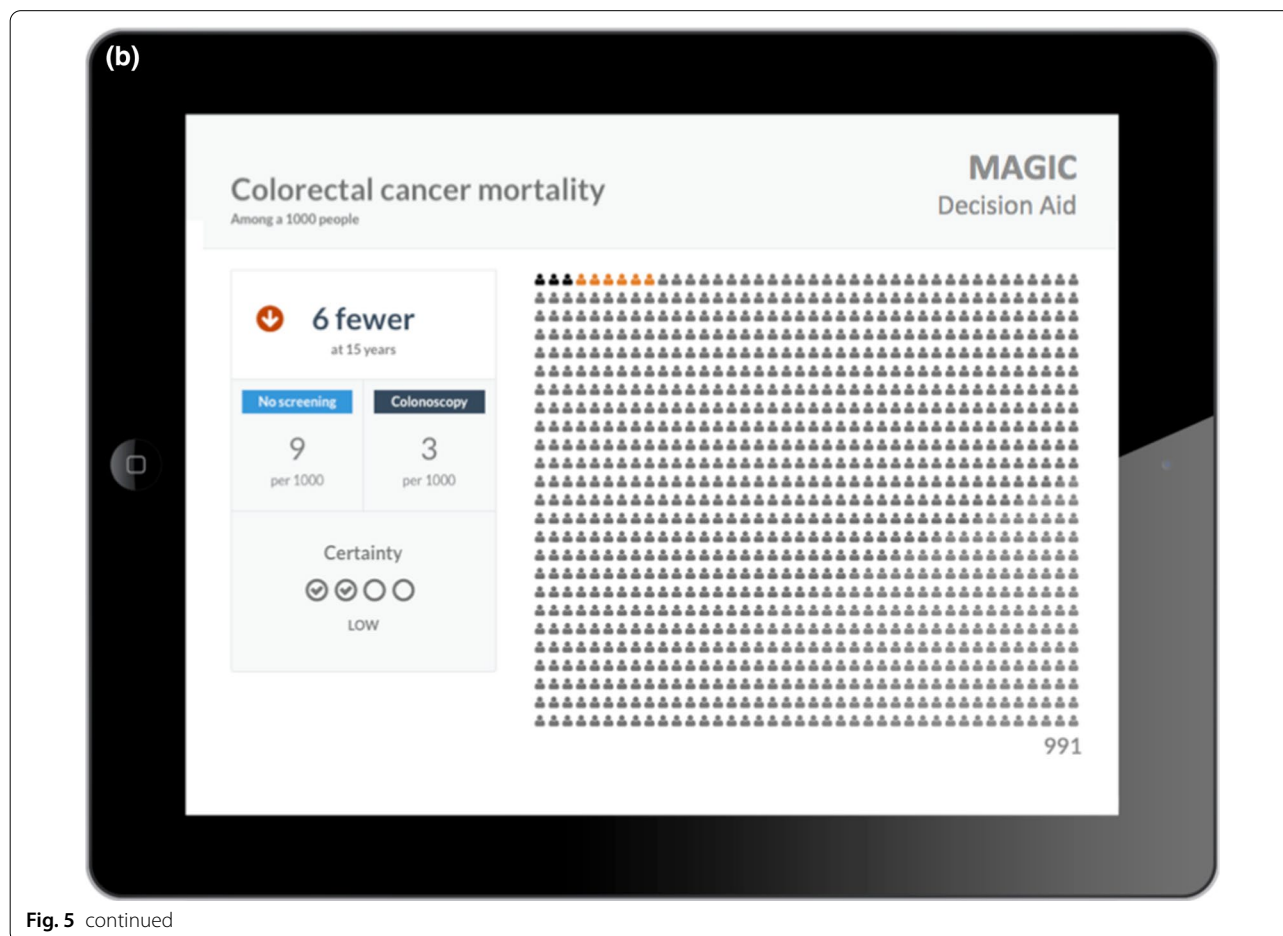 (b)
Colorectal cancer mortality
Among a 1000 people
MAGIC
Decision Aid
6 fewer
at 15 years
No screening
Colonoscopy
9
per 1000
3
per 1000
Certainty
LOW
991
Fig. 5 continued